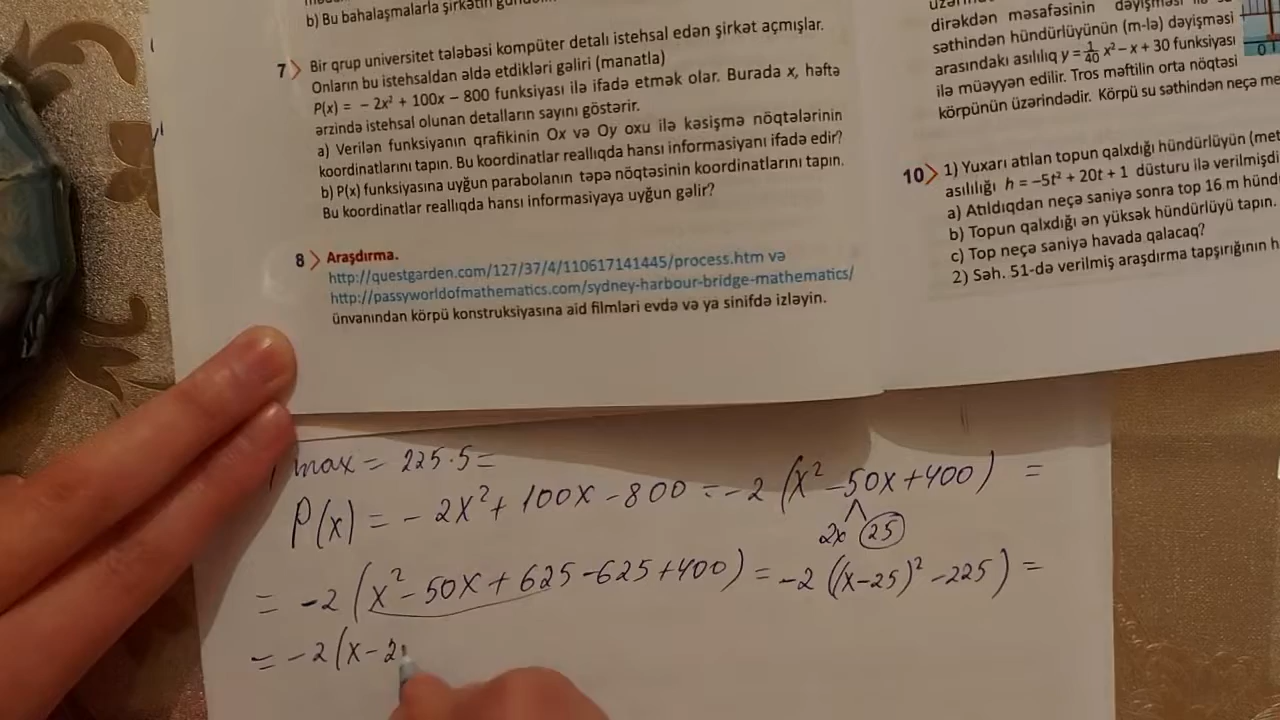 b) Bu bahalaşmalarla şirkətin
7 Bir qrup universitet tələbəsi kompüter detalı istehsal edən şirkət açmışlar.
Onların bu istehsaldan əldə etdikləri gəliri (manatla)
P(x) = – 2x² + 100x – 800 funksiyası ilə ifadə etmək olar. Burada x, həftə
ərzində istehsal olunan detalların sayını göstərir.
a) Verilən funksiyanın qrafikinin Ox və Oy oxu ilə kəsişmə nöqtələrinin
koordinatlarını tapın. Bu koordinatlar reallıqda hansı informasiyanı ifadə edir?
b) P(x) funksiyasına uyğun parabolanın təpə nöqtəsinin koordinatlarını tapın.
Bu koordinatlar reallıqda hansı informasiyaya uyğun gəlir?
8 Araşdırma.
http://questgarden.com/127/37/4/110617141445/process.htm və
http://passyworldofmathematics.com/sydney-harbour-bridge-mathematics/
ünvanından körpü konstruksiyasına aid filmləri evdə və ya sinifdə izləyin.
dirəkdən məsafəsinin dəyişməsi
səthindən hündürlüyünün (m-lə) dəyişməsi
arasındakı asılılıq y = 1/40 x² – x + 30 funksiyası
ilə müəyyən edilir. Tros məftilin orta nöqtəsi
körpünün üzərindədir. Körpü su səthindən neçə me
0
10 1) Yuxarı atılan topun qalxdığı hündürlüyün (met
asılılığı h = –5t² + 20t + 1 düsturu ilə verilmişdi
a) Atıldıqdan neçə saniyə sonra top 16 m hünd
b) Topun qalxdığı ən yüksək hündürlüyü tapın.
c) Top neçə saniyə havada qalacaq?
2) Səh. 51-də verilmiş araşdırma tapşırığının h
max = 225·5=
P(x) = -2x²+100x-800 = -2(x²-50x+400) =
2x 25
= -2(x²-50x+625-625+400) = -2((x-25)²-225) =
= -2(x-2